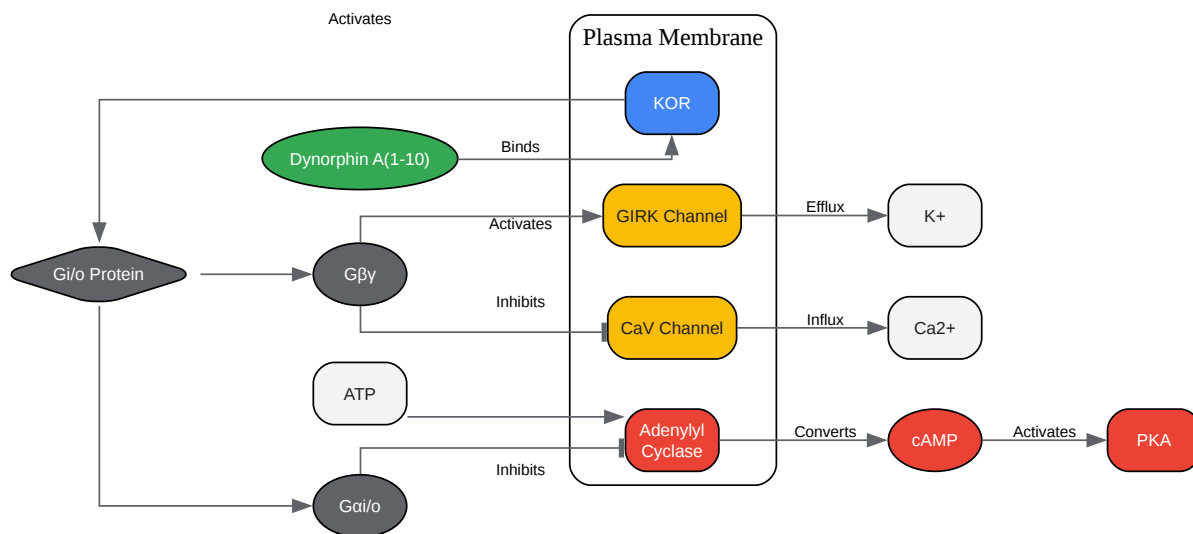 Activates
Plasma Membrane
KOR
Dynorphin A(1-10)
Binds
GIRK Channel
Activates
Efflux
K+
Gi/o Protein
Gβγ
Inhibits
CaV Channel
Influx
Ca2+
ATP
Adenylyl
Cyclase
Converts
cAMP
Activates
PKA
Inhibits
Gαi/o